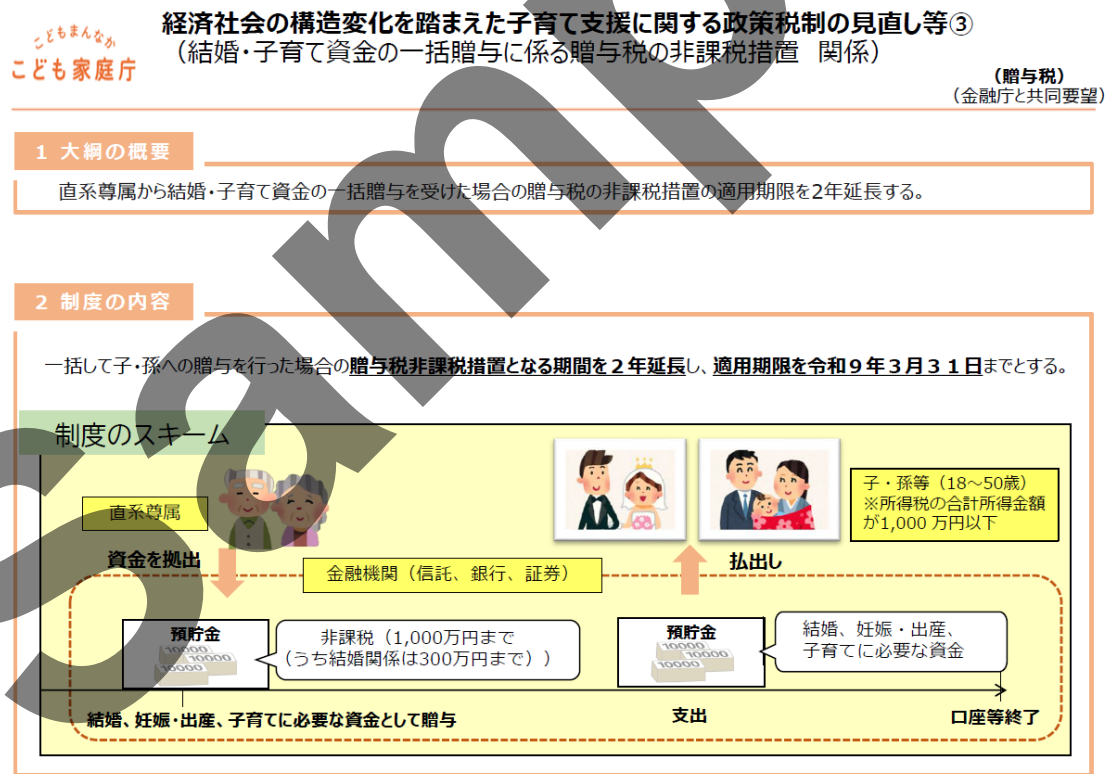 経済社会の構造変化を踏まえた子育て支援に関する政策税制の見直し等③
（結婚・子育て資金の一括贈与に係る贈与税の非課税措置　関係）
こどもまんなか
こども家庭庁
（贈与税）
（金融庁と共同要望）
1 大綱の概要
直系尊属から結婚・子育て資金の一括贈与を受けた場合の贈与税の非課税措置の適用期限を2年延長する。
2 制度の内容
一括して子・孫への贈与を行った場合の贈与税非課税措置となる期間を２年延長し、適用期限を令和９年３月３１日までとする。
制度のスキーム
直系尊属
子・孫等（18～50歳）
※所得税の合計所得金額
が1,000 万円以下
資金を拠出
金融機関（信託、銀行、証券）
払出し
預貯金
10000
10000
10000
非課税（1,000万円まで
（うち結婚関係は300万円まで））
預貯金
10000
10000
10000
結婚、妊娠・出産、
子育てに必要な資金
結婚、妊娠・出産、子育てに必要な資金として贈与
支出
口座等終了
Samp